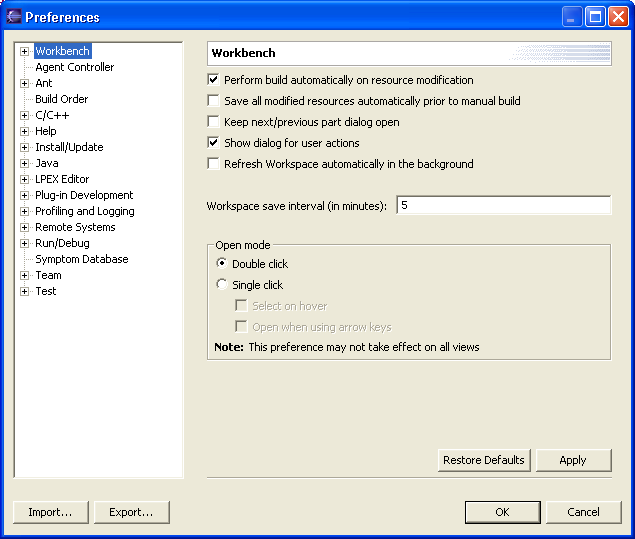 Preferences
Workbench
Agent Controller
Ant
Build Order
C/C++
Help
Install/Update
Java
LPEX Editor
Plug-in Development
Profiling and Logging
Remote Systems
Run/Debug
Symptom Database
Team
Test
Workbench
Perform build automatically on resource modification
Save all modified resources automatically prior to manual build
Keep next/previous part dialog open
Show dialog for user actions
Refresh Workspace automatically in the background
Workspace save interval (in minutes): 5
Open mode
Double click
Single click
Select on hover
Open when using arrow keys
Note: This preference may not take effect on all views
Restore Defaults Apply
Import... Export... OK Cancel